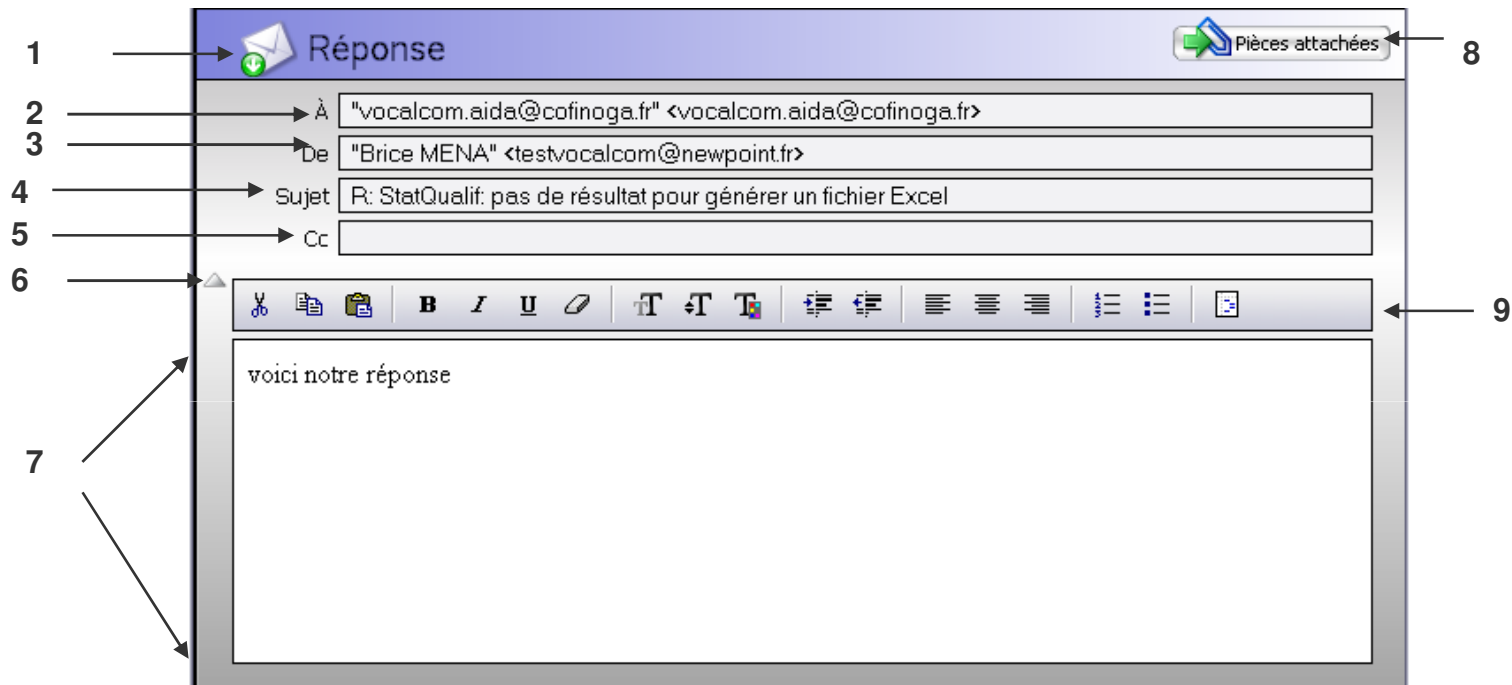 1 Réponse Pièces attachées 8
2 À "vocalcom.aida@cofinoga.fr" <vocalcom.aida@cofinoga.fr>
3 De "Brice MENA" <testvocalcom@newpoint.fr>
4 Sujet R: StatQualif: pas de résultat pour générer un fichier Excel
5 Cc
6
B I U T T T 9
voici notre réponse
7